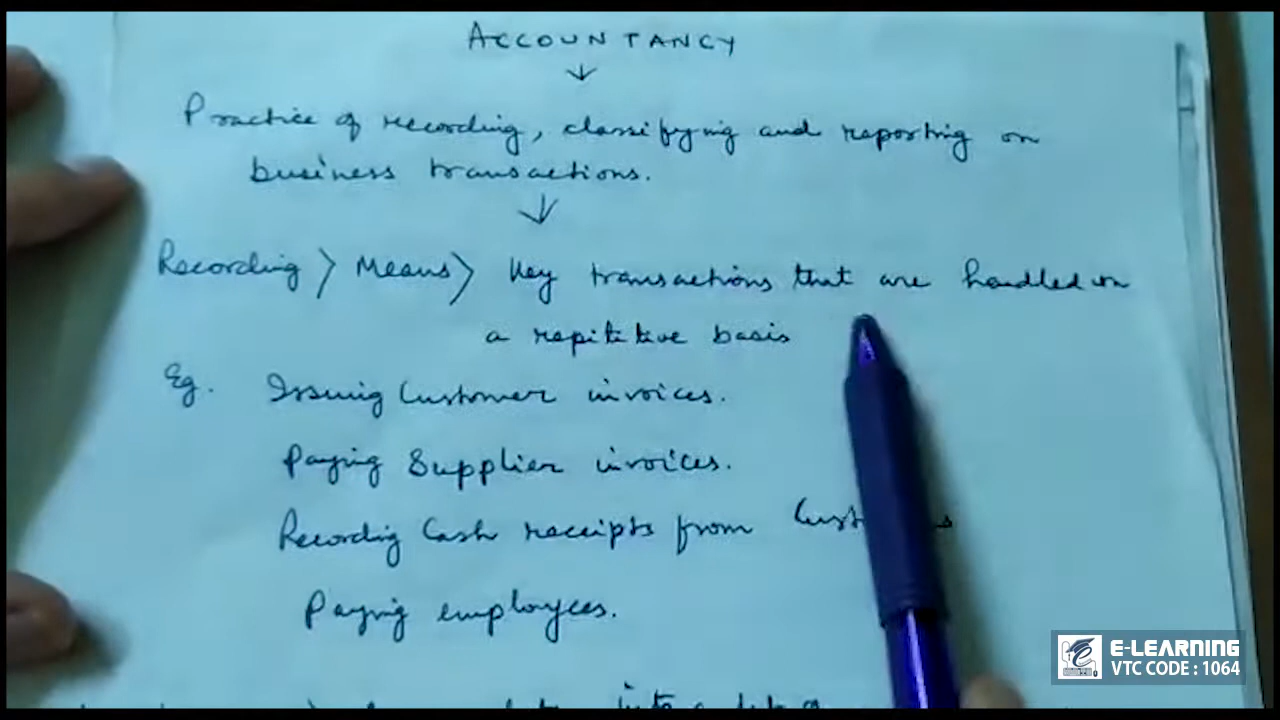 ACCOUNTANCY
↓
Practice of recording, classifying and reporting on
business transactions.
↓
Recording > Means > Key transactions that are handled on
a repititive basis
Eg. Issuing Customer invoices.
Paying Supplier invoices.
Recording Cash receipts from
Paying employees.
E-LEARNING
VTC CODE : 1064